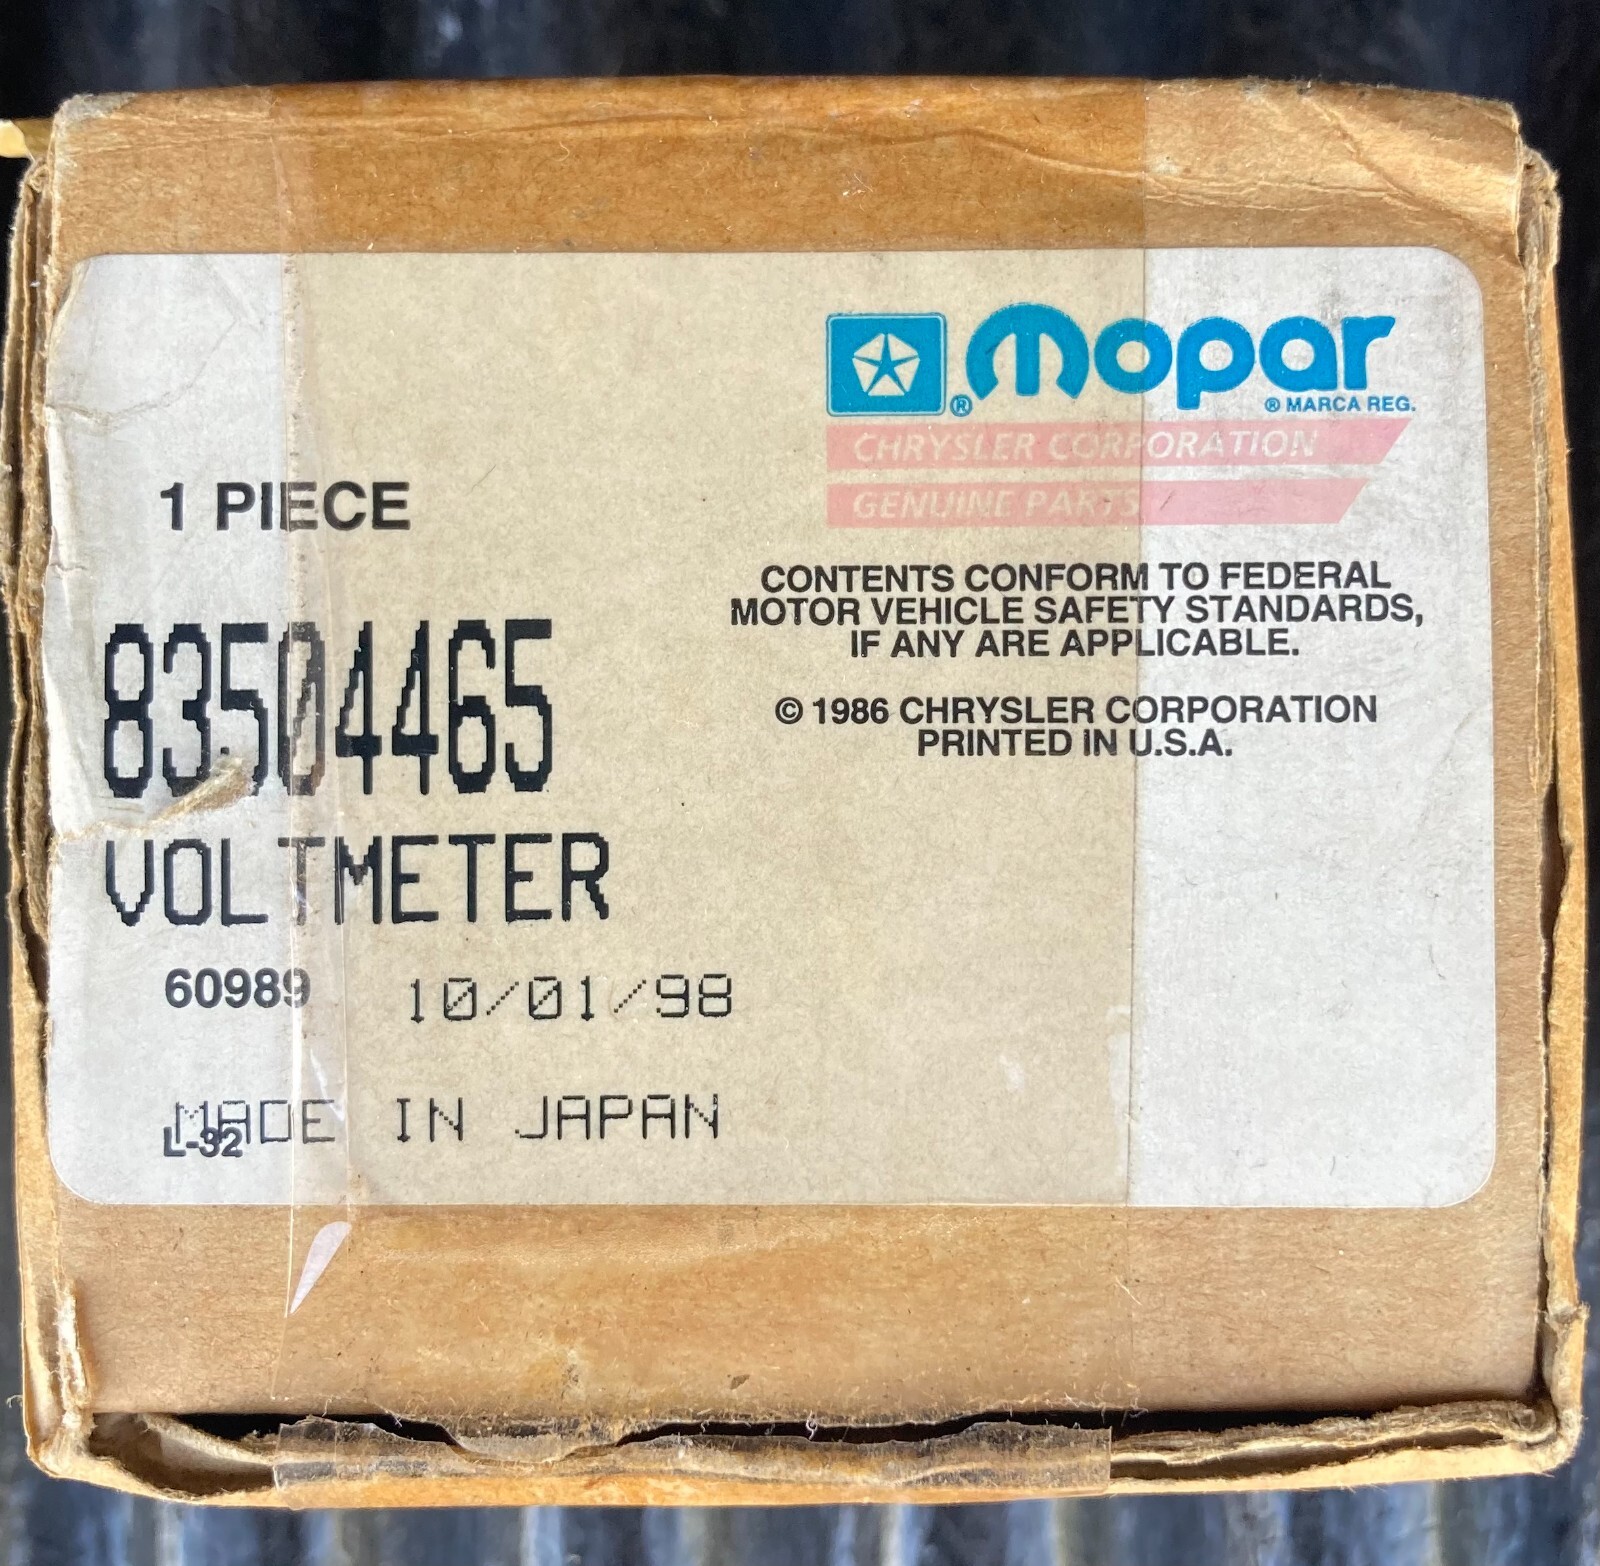 ® Mopar
® MARCA REG.
CHRYSLER CORPORATION
GENUINE PARTS
1 PIECE
CONTENTS CONFORM TO FEDERAL
MOTOR VEHICLE SAFETY STANDARDS,
IF ANY ARE APPLICABLE.
83504465
© 1986 CHRYSLER CORPORATION
PRINTED IN U.S.A.
VOLTMETER
60989 10/01/98
MADE IN JAPAN
L-92